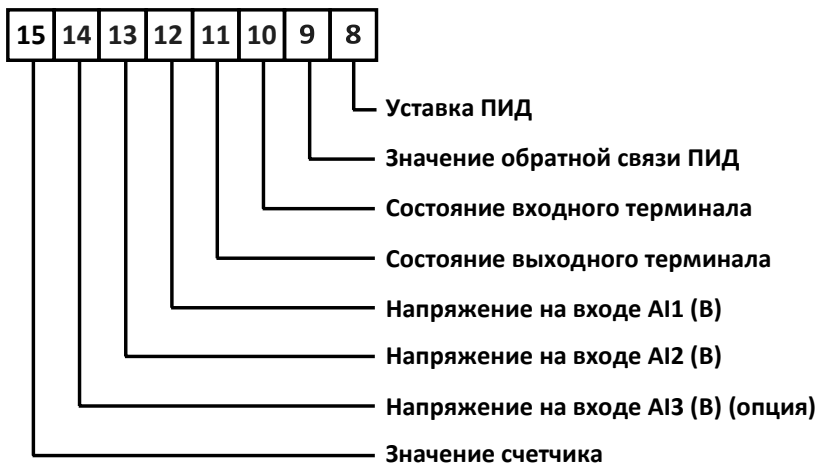 15 14 13 12 11 10 9 8
Уставка ПИД
Значение обратной связи ПИД
Состояние входного терминала
Состояние выходного терминала
Напряжение на входе AI1 (В)
Напряжение на входе AI2 (В)
Напряжение на входе AI3 (В) (опция)
Значение счетчика